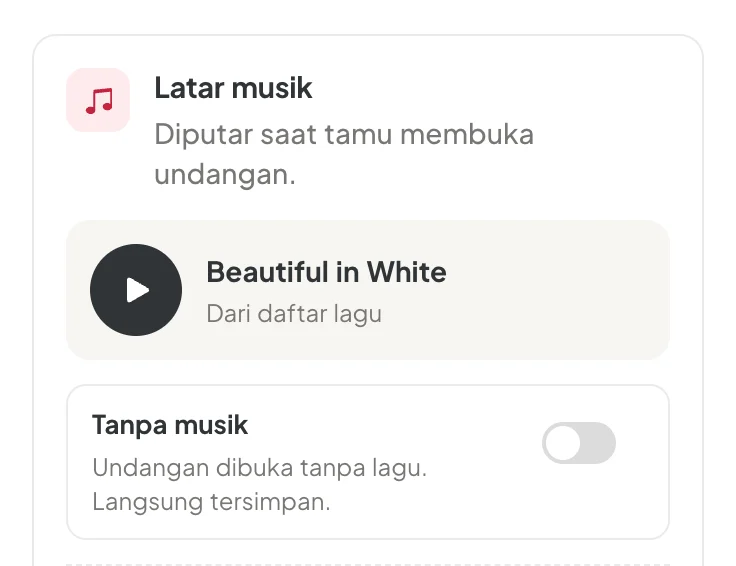 Latar musik
Diputar saat tamu membuka
undangan.
Beautiful in White
Dari daftar lagu
Tanpa musik
Undangan dibuka tanpa lagu.
Langsung tersimpan.